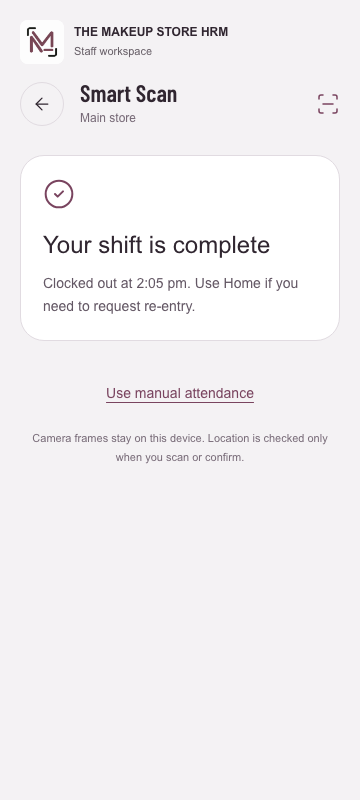 THE MAKEUP STORE HRM
Staff workspace
Smart Scan
Main store
Your shift is complete
Clocked out at 2:05 pm. Use Home if you
need to request re-entry.
Use manual attendance
Camera frames stay on this device. Location is checked only
when you scan or confirm.